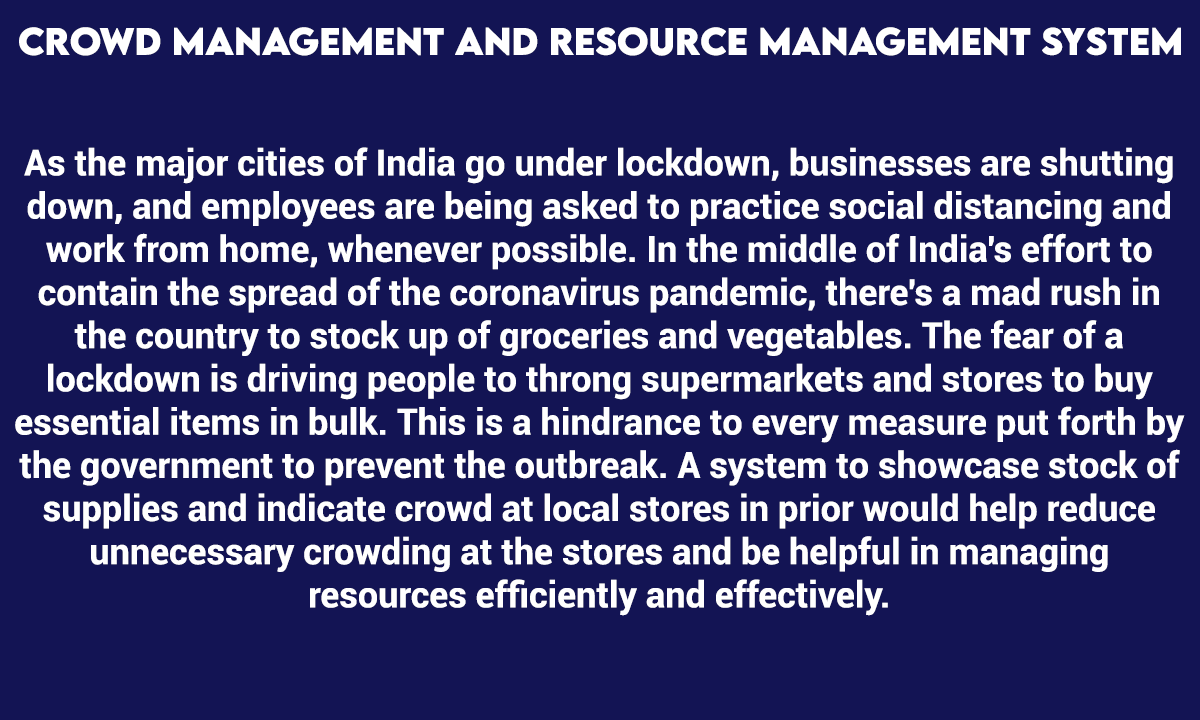 CROWD MANAGEMENT AND RESOURCE MANAGEMENT SYSTEM
As the major cities of India go under lockdown, businesses are shutting
down, and employees are being asked to practice social distancing and
work from home, whenever possible. In the middle of India's effort to
contain the spread of the coronavirus pandemic, there's a mad rush in
the country to stock up of groceries and vegetables. The fear of a
lockdown is driving people to throng supermarkets and stores to buy
essential items in bulk. This is a hindrance to every measure put forth by
the government to prevent the outbreak. A system to showcase stock of
supplies and indicate crowd at local stores in prior would help reduce
unnecessary crowding at the stores and be helpful in managing
resources efficiently and effectively.